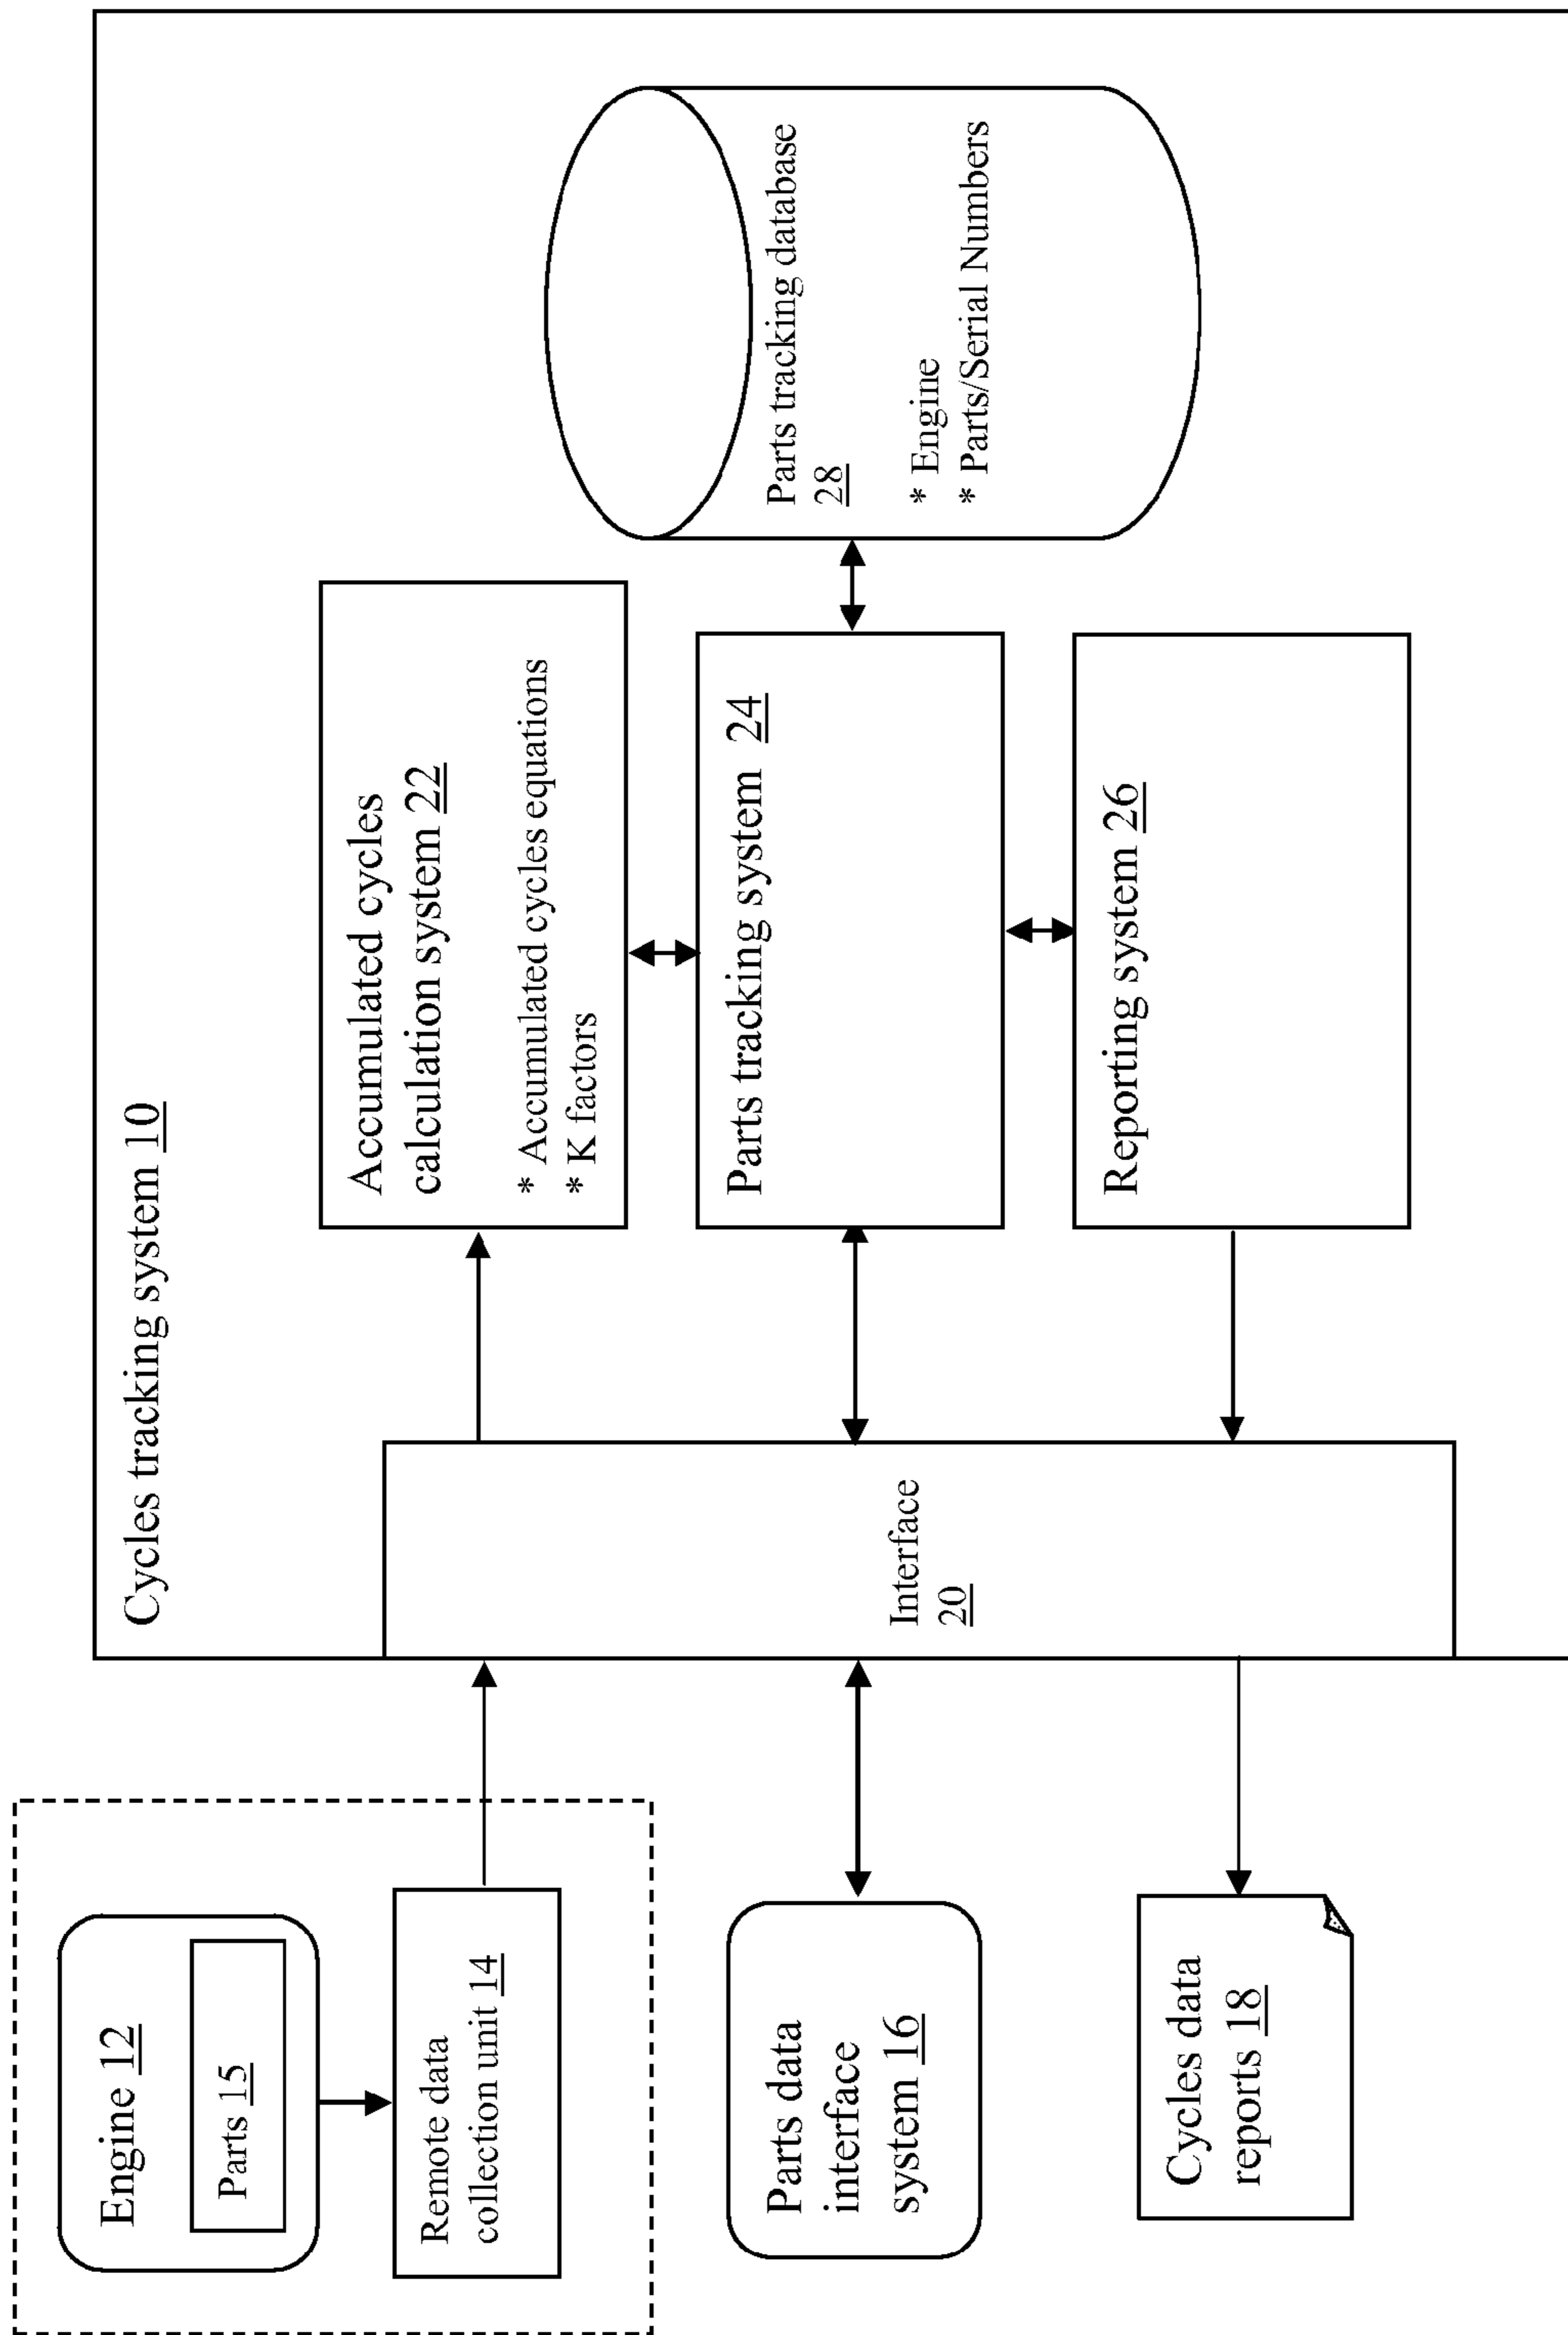 Cycles tracking system 10
Engine 12
Parts 15
Remote data
collection unit 14
Parts data
interface
system 16
Cycles data
reports 18
Interface
20
Accumulated cycles
calculation system 22
* Accumulated cycles equations
* K factors
Parts tracking system 24
Reporting system 26
Parts tracking database
28
* Engine
* Parts/Serial Numbers